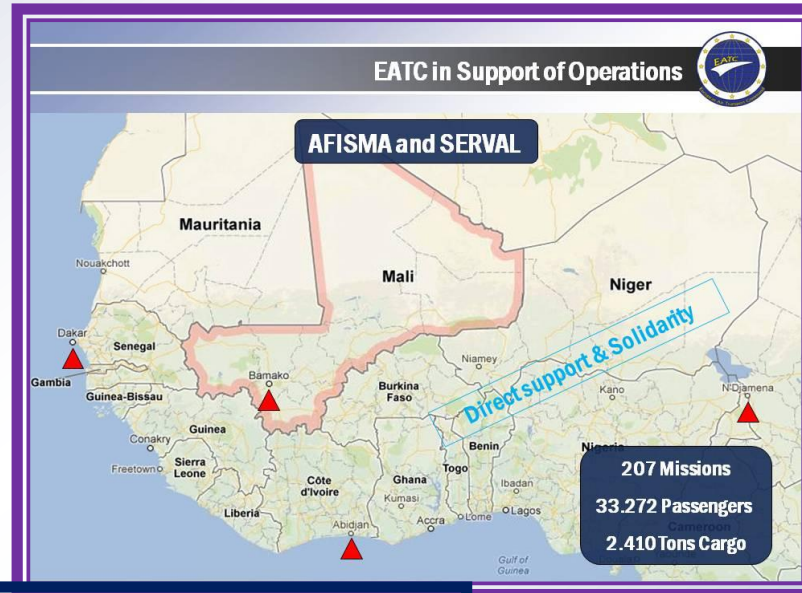 EATC in Support of Operations
EATC
AFISMA and SERVAL
Mauritania
Nouakchott
Mali
Niger
Dakar
Senegal
Gambia
Bamako
Niamey
Direct support & Solidarity
Burkina
Faso
Kano
N'Djamena
Guinea-Bissau
Guinea
Benin
Nigeria
Conakry
Freetown
Sierra
Leone
Côte
d'Ivoire
Ghana
Togo
Ibadan
Kumasi
Liberia
Abidjan
Accra
Lome
Lagos
Gulf of
Guinea
207 Missions
33.272 Passengers
Cameroon
2.410 Tons Cargo